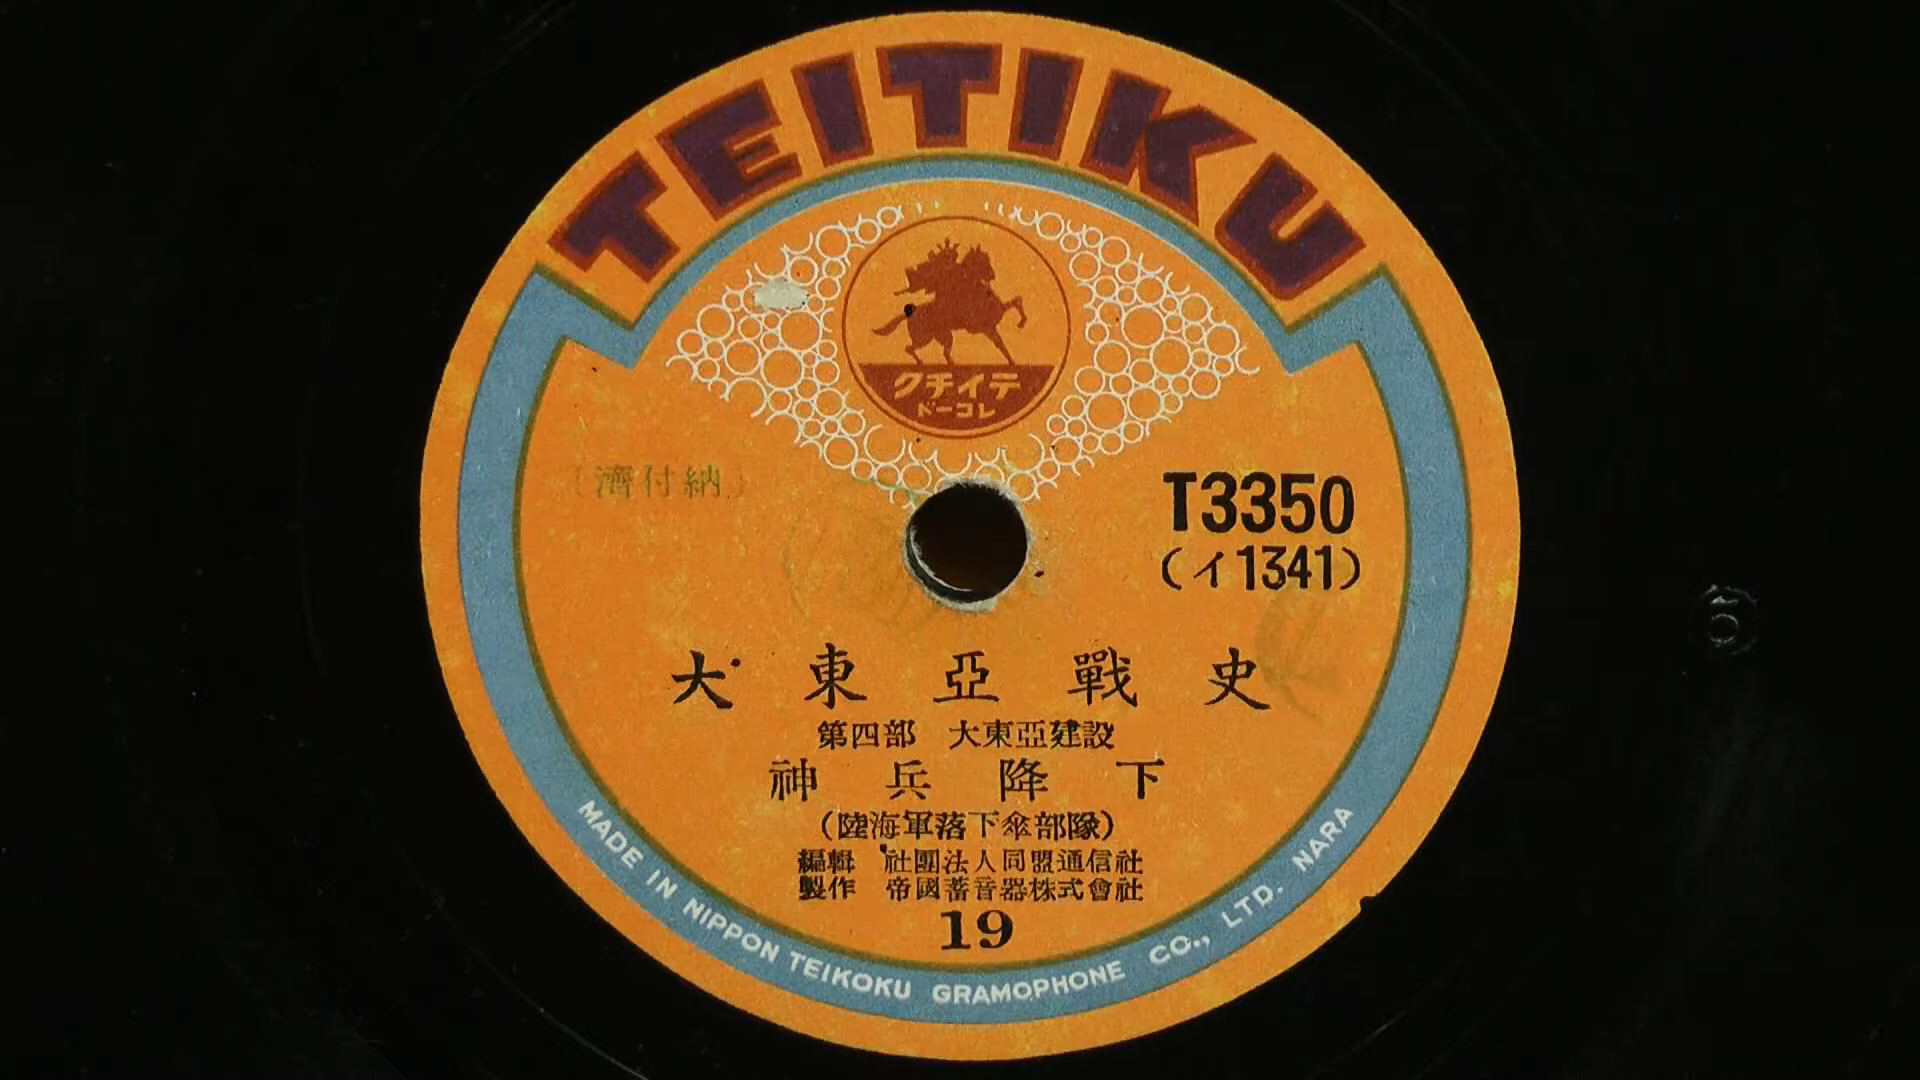 TEITIKU
クチイテ
ドーコレ
(濟付納)
T3350
(イ1341)
大東亞戰史
第四部 大東亞建設
神兵降下
(陸海軍落下傘部隊)
編輯 社團法人同盟通信社
製作 帝國蓄音器株式會社
19
MADE IN NIPPON TEIKOKU GRAMOPHONE CO., LTD. NARA